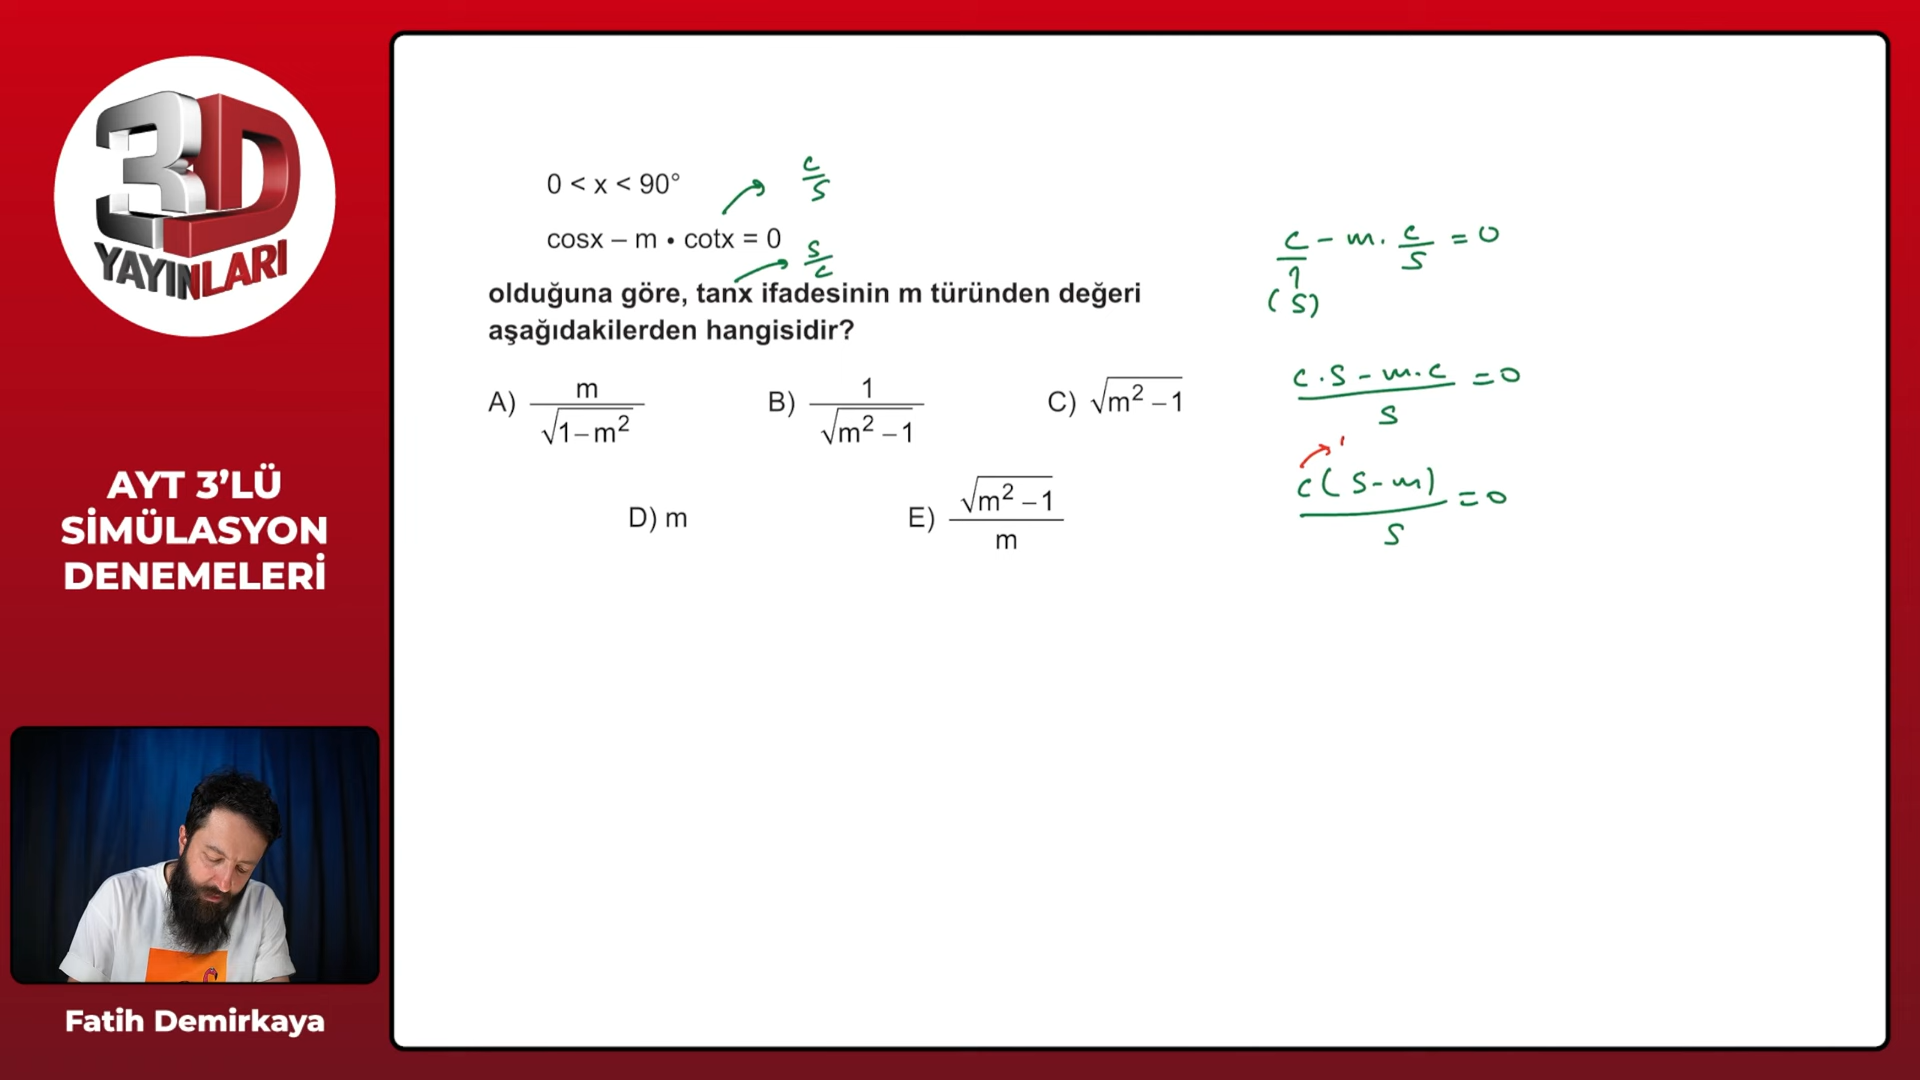 3D
YAYINLARI
AYT 3'LÜ
SİMÜLASYON
DENEMELERİ
Fatih Demirkaya
0 < x < 90°
c/s
cosx – m • cotx = 0
s/c
olduğuna göre, tanx ifadesinin m türünden değeri
aşağıdakilerden hangisidir?
A) m/√(1–m²)
B) 1/√(m² –1)
C) √(m² –1)
D) m
E) √(m² –1)/m
c/1 - m. c/s = 0
(s)
(c.s - m.c)/s = 0
c(s-m)/s = 0